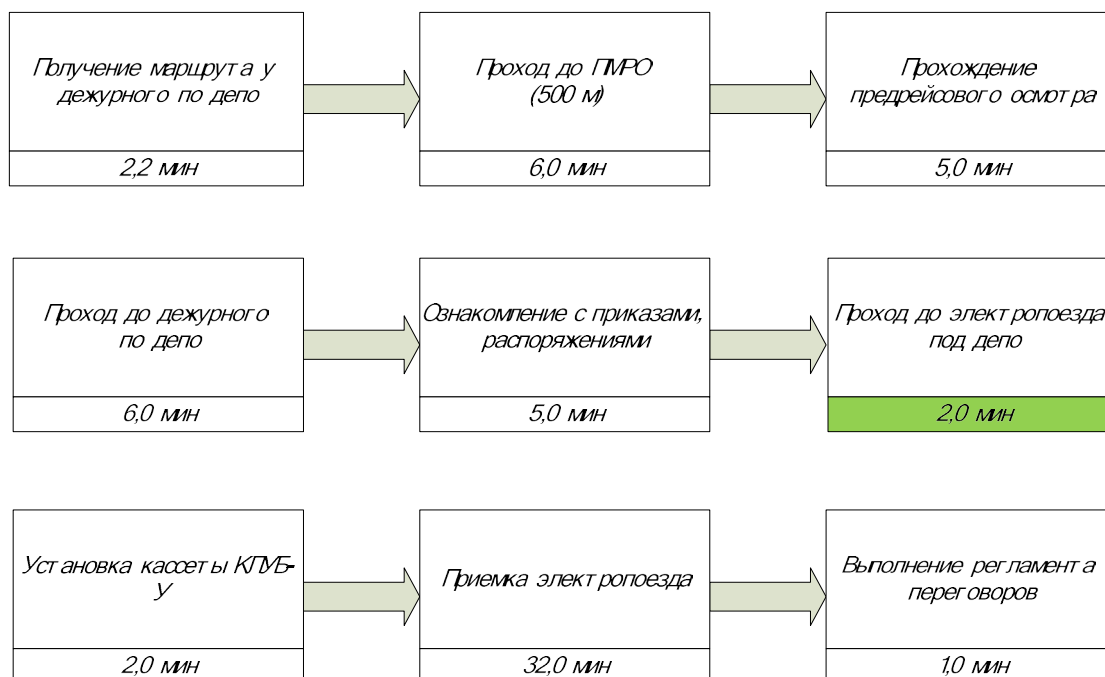 Получение маршрута у
дежурного по депо
2,2 мин
Проход до ПМРО
(500 м)
6,0 мин
Прохождение
предрейсового осмотра
5,0 мин
Проход до дежурного
по депо
6,0 мин
Ознакомление с приказами,
распоряжениями
5,0 мин
Проход до электропоезда
под депо
2,0 мин
Установка кассеты КЛУБ-
У
2,0 мин
Приемка электропоезда
32,0 мин
Выполнение регламента
переговоров
1,0 мин